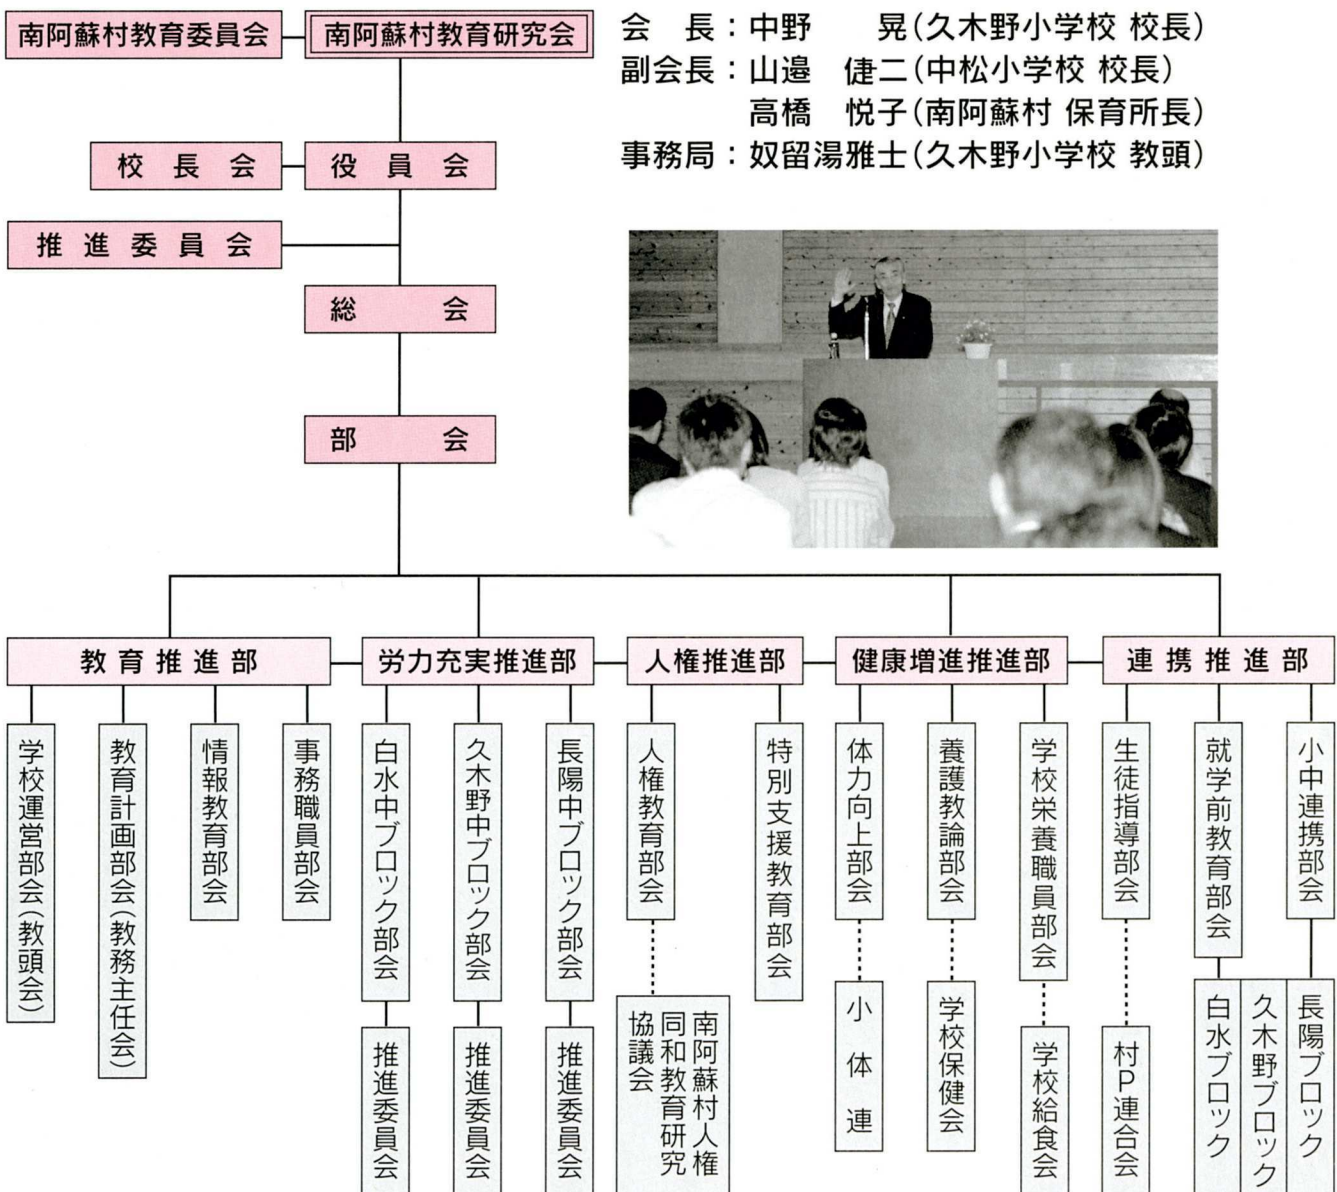 南阿蘇村教育委員会
南阿蘇村教育研究会
会　長：中野　　晃（久木野小学校 校長）
副会長：山邉　倢二（中松小学校 校長）
高橋　悦子（南阿蘇村 保育所長）
事務局：奴留湯雅士（久木野小学校 教頭）
校長会
役員会
推進委員会
総会
部会
教育推進部
労力充実推進部
人権推進部
健康増進推進部
連携推進部
学校運営部会（教頭会）
教育計画部会（教務主任会）
情報教育部会
事務職員部会
白水中ブロック部会
久木野中ブロック部会
長陽中ブロック部会
人権教育部会
特別支援教育部会
体力向上部会
養護教論部会
学校栄養職員部会
生徒指導部会
就学前教育部会
小中連携部会
推進委員会
推進委員会
推進委員会
南阿蘇村人権
同和教育研究
協議会
小体連
学校保健会
学校給食会
村P連合会
白水ブロック
久木野ブロック
長陽ブロック